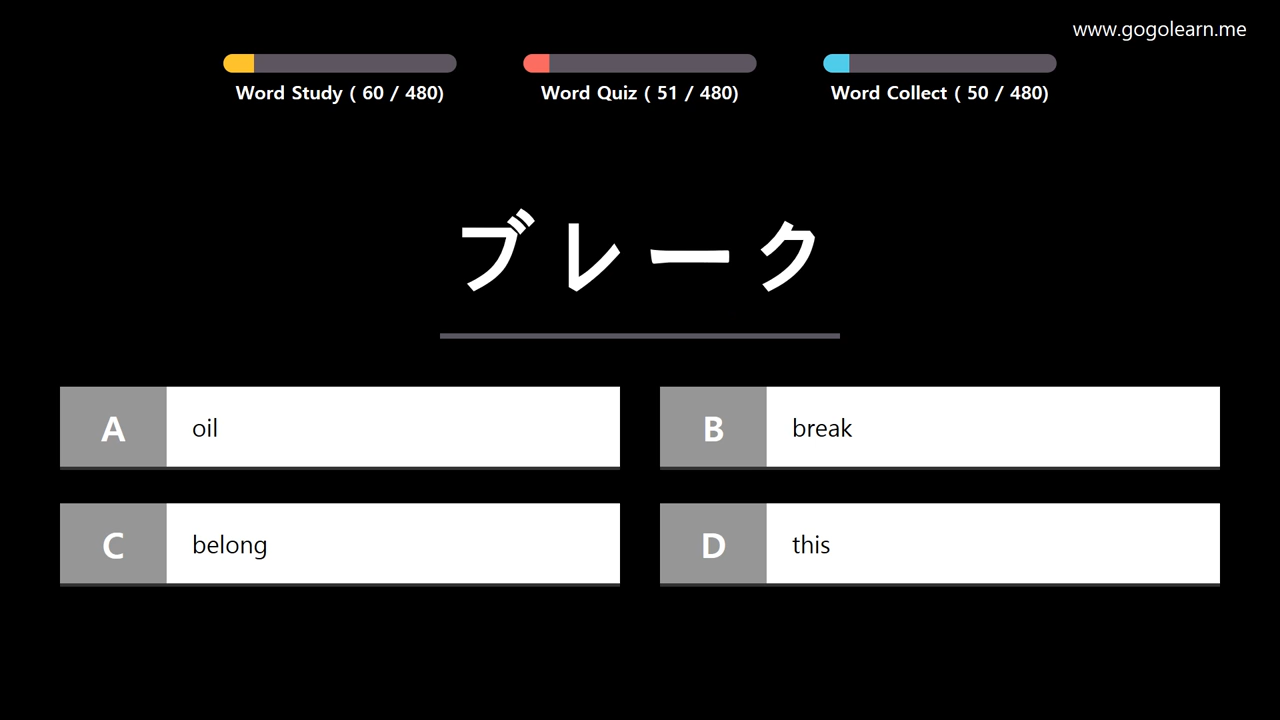 www.gogolearn.me
Word Study ( 60 / 480)
Word Quiz ( 51 / 480)
Word Collect ( 50 / 480)
ブレーク
A oil
B break
C belong
D this